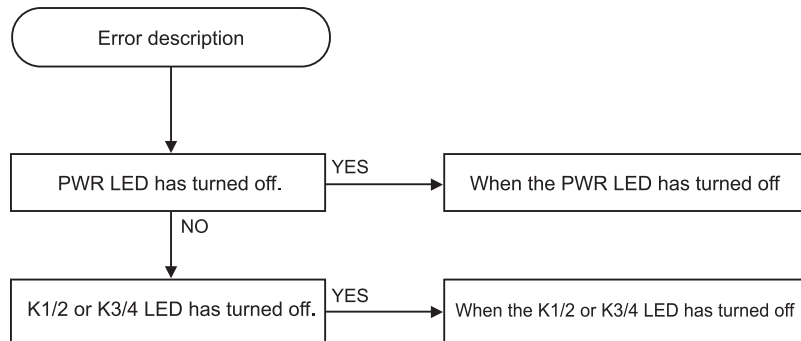 Error description
PWR LED has turned off.
YES
When the PWR LED has turned off
NO
K1/2 or K3/4 LED has turned off.
YES
When the K1/2 or K3/4 LED has turned off